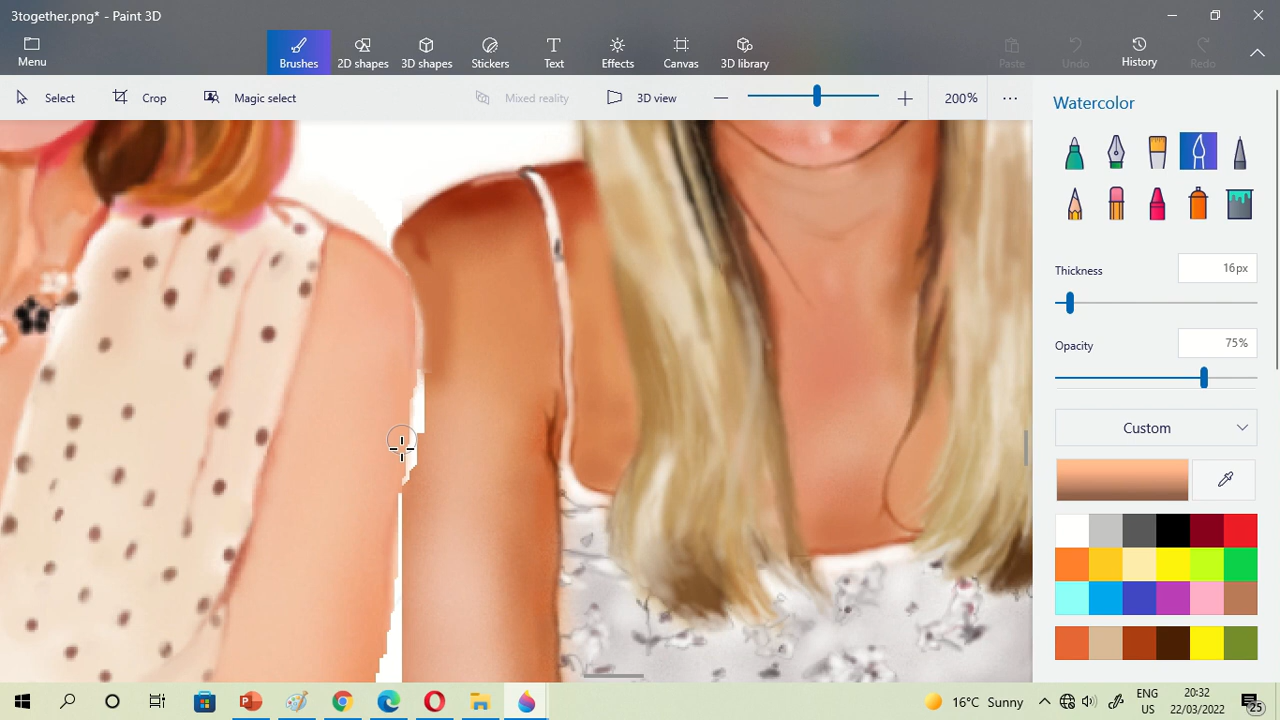 3together.png* - Paint 3D
Menu
Brushes
2D shapes
3D shapes
Stickers
Text
Effects
Canvas
3D library
Paste
Undo
History
Redo
Select
Crop
Magic select
Mixed reality
3D view
200%
Watercolor
Thickness
16px
Opacity
75%
Custom
16°C Sunny
ENG
US
20:32
22/03/2022
25